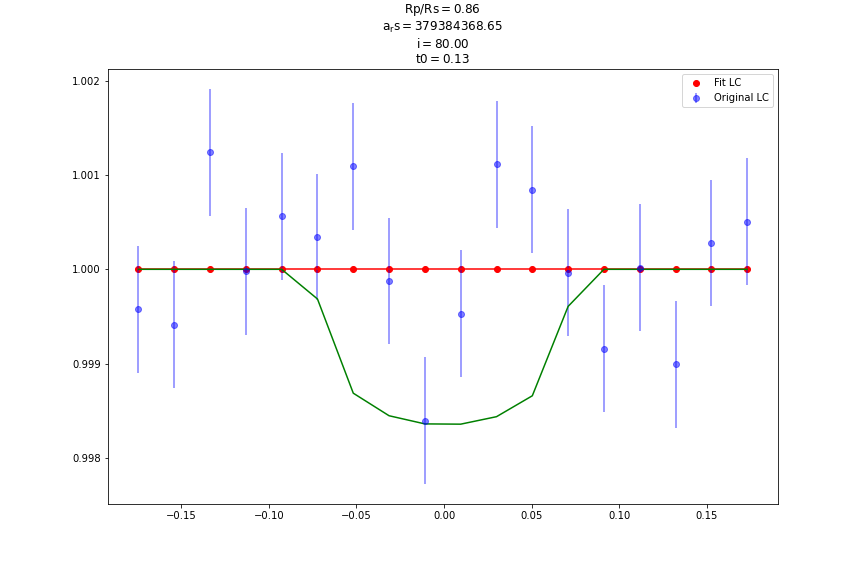 Rp/Rs = 0.86
aᵣs = 379384368.65
i = 80.00
t0 = 0.13
1.002
1.001
1.000
0.999
0.998
Fit LC
Original LC
−0.15
−0.10
−0.05
0.00
0.05
0.10
0.15